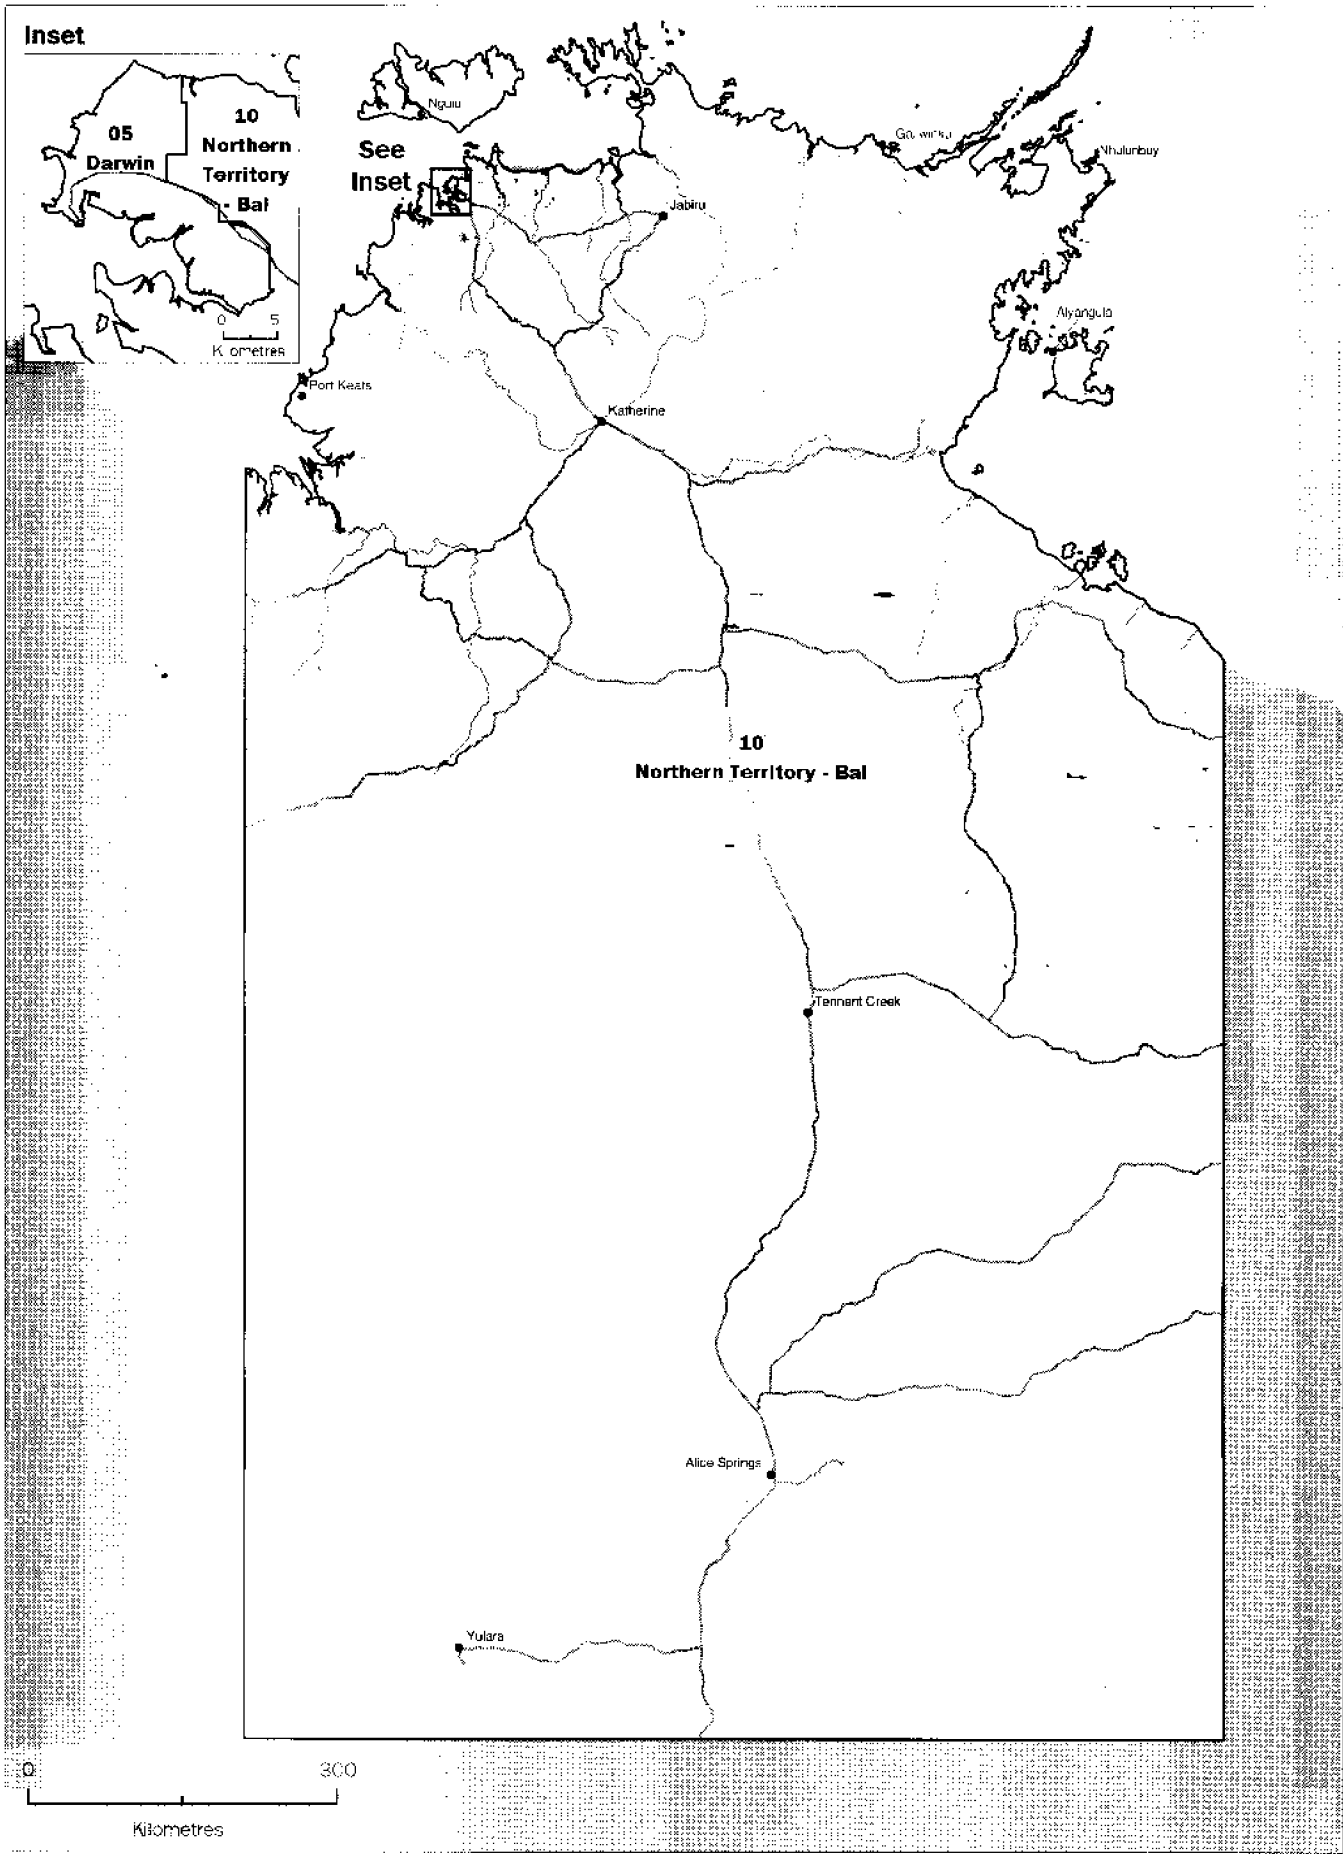 Inset
05
Darwin
10
Northern
Territory
- Bal
0 5
K ometres
See
Inset
Nguiu
Nhulunbuy
Jabiru
Alyangula
Port Keats
Katherine
10
Northern Territory - Bal
Tennant Creek
Alice Springs
Yulara
0 300
Kilometres